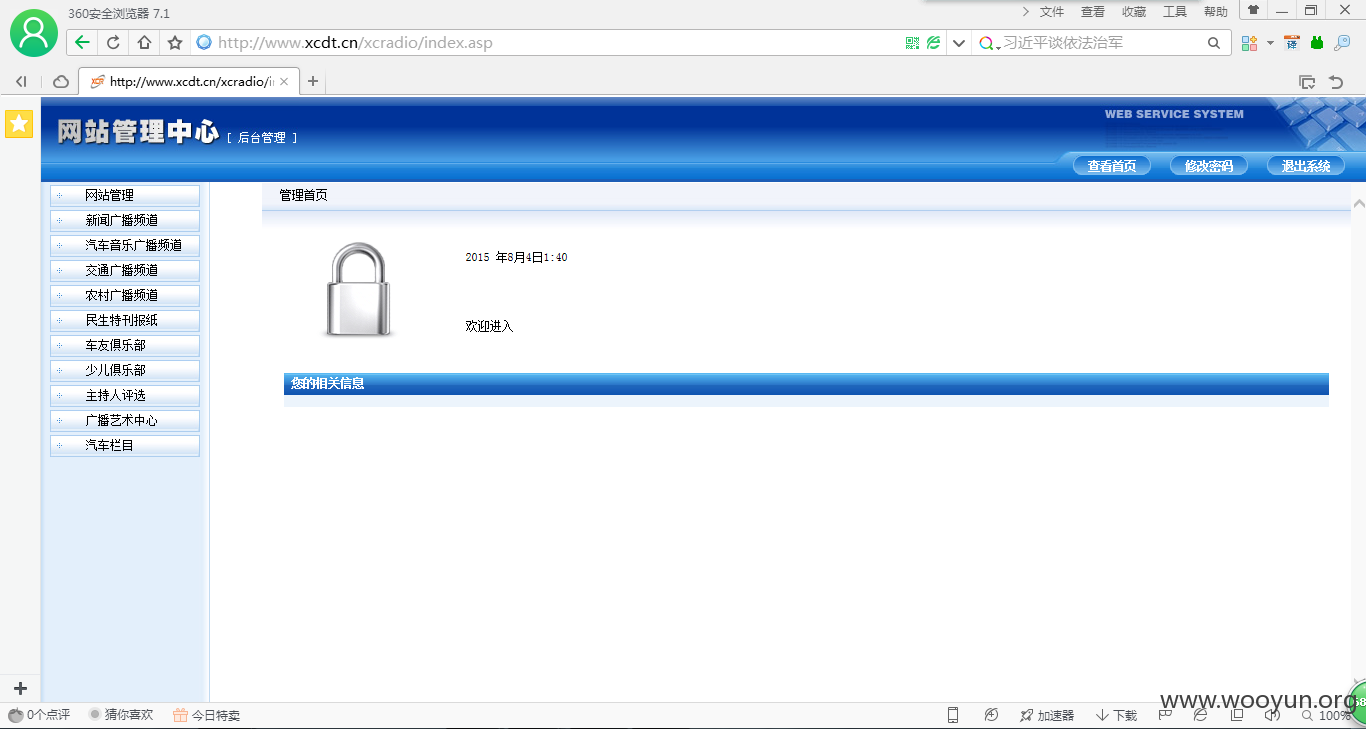 360安全浏览器 7.1
文件 查看 收藏 工具 帮助
http://www.xcdt.cn/xcradio/index.asp
习近平谈依法治军
译
http://www.xcdt.cn/xcradio/i
网站管理中心 [ 后台管理 ]
WEB SERVICE SYSTEM
查看首页 修改密码 退出系统
网站管理
新闻广播频道
汽车音乐广播频道
交通广播频道
农村广播频道
民生特刊报纸
车友俱乐部
少儿俱乐部
主持人评选
广播艺术中心
汽车栏目
管理首页
2015 年8月4日1:40
欢迎进入
您的相关信息
www.wooyun.org
0个点评 猜你喜欢 今日特卖
加速器 下载 100%